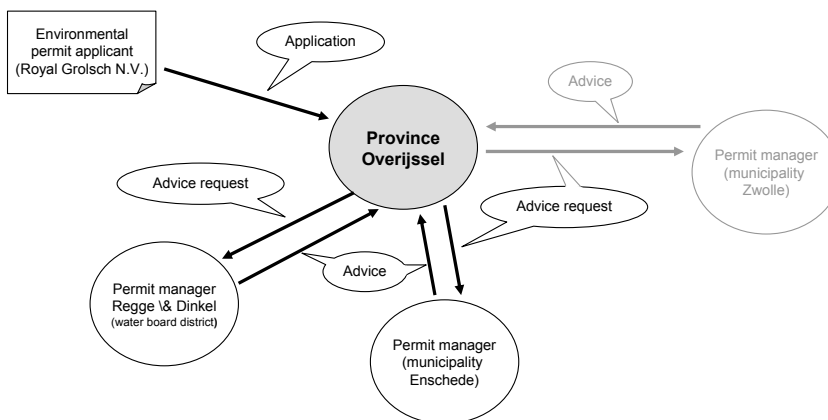 Environmental
permit applicant
(Royal Grolsch N.V.)
Application
Advice
Province
Overijssel
Permit manager
(municipality
Zwolle)
Advice request
Advice request
Advice
Permit manager
Regge \& Dinkel
(water board district)
Permit manager
(municipality
Enschede)